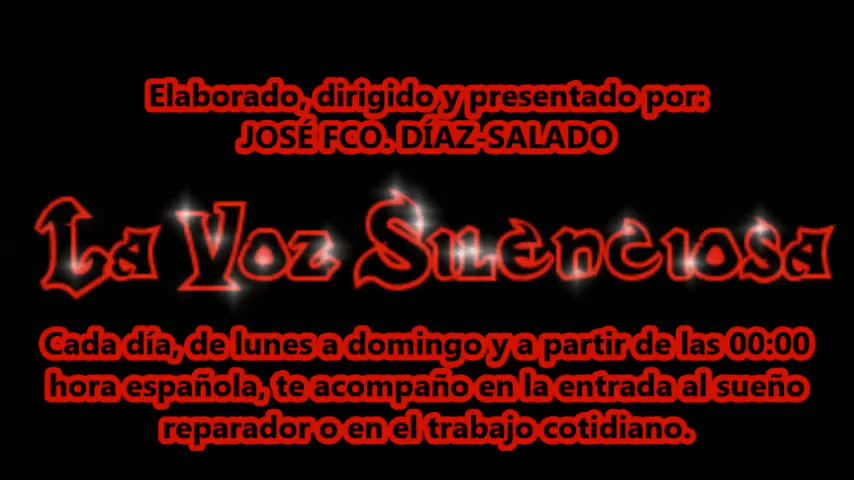 Elaborado, dirigido y presentado por:
JOSÉ FCO. DÍAZ-SALADO
La Voz Silenciosa
Cada día, de lunes a domingo y a partir de las 00:00
hora española, te acompaño en la entrada al sueño
reparador o en el trabajo cotidiano.